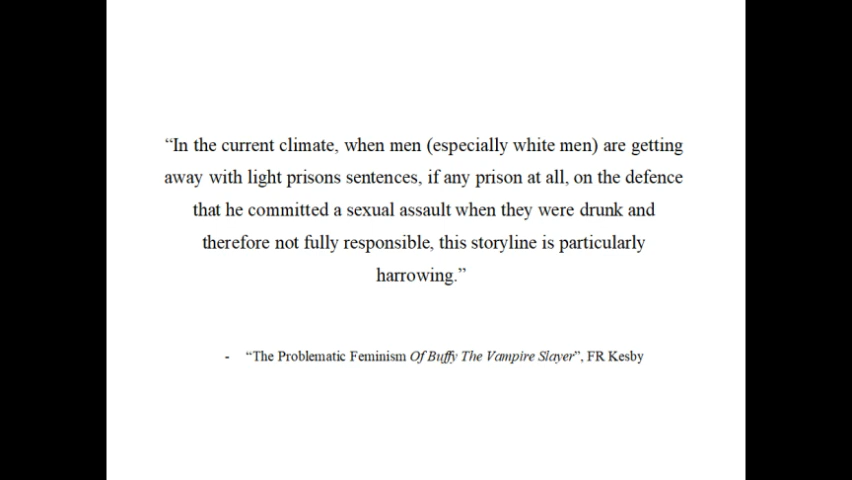 “In the current climate, when men (especially white men) are getting
away with light prisons sentences, if any prison at all, on the defence
that he committed a sexual assault when they were drunk and
therefore not fully responsible, this storyline is particularly
harrowing.”
- “The Problematic Feminism Of Buffy The Vampire Slayer”, FR Kesby